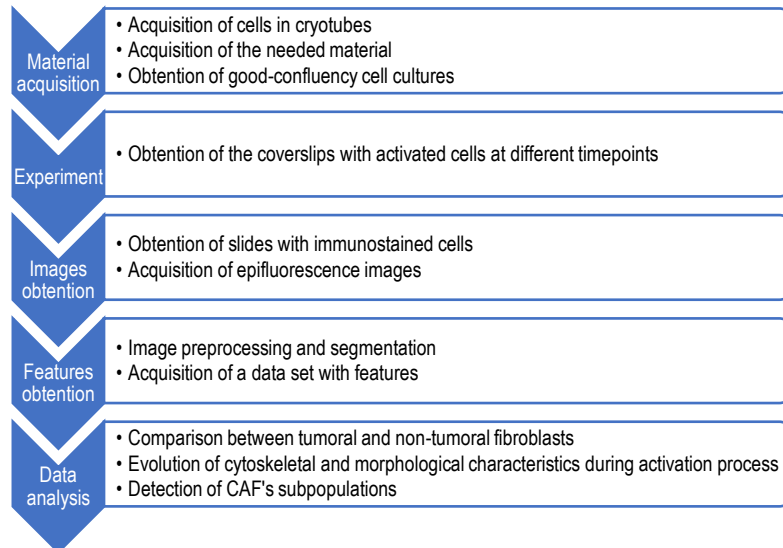 Material
acquisition
• Acquisition of cells in cryotubes
• Acquisition of the needed material
• Obtention of good-confluency cell cultures
Experiment
• Obtention of the coverslips with activated cells at different timepoints
Images
obtention
• Obtention of slides with immunostained cells
• Acquisition of epifluorescence images
Features
obtention
• Image preprocessing and segmentation
• Acquisition of a data set with features
Data
analysis
• Comparison between tumoral and non-tumoral fibroblasts
• Evolution of cytoskeletal and morphological characteristics during activation process
• Detection of CAF's subpopulations